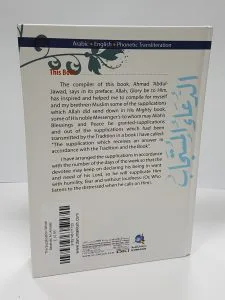 Arabic • English • Phonetic Transliteration
This Book
The compiler of this book, Ahmad Abdul-
Jawad, says in its preface: Allah, Glory be to Him,
has inspired and helped me to compile for myself
and my brethren Muslim some of the supplications
which Allah did send down in His Mighty book,
some of His noble Messenger's to whom may Allah's
Blessings and Peace be granted-supplications
and out of the supplications which had been
transmitted by the Tradition in a book I have called:
"The supplication which receives an answer in
accordance with the Tradition and the Book".
I have arranged the supplications in accordance
with the number of the days of the week so that the
devotee may keep on declaring his being in want
and need of his Lord, so he will supplicate Him
with humility, fear and without loudness (O), Who
listens to the distressed when he calls on Him!.
الدعاء المستجاب